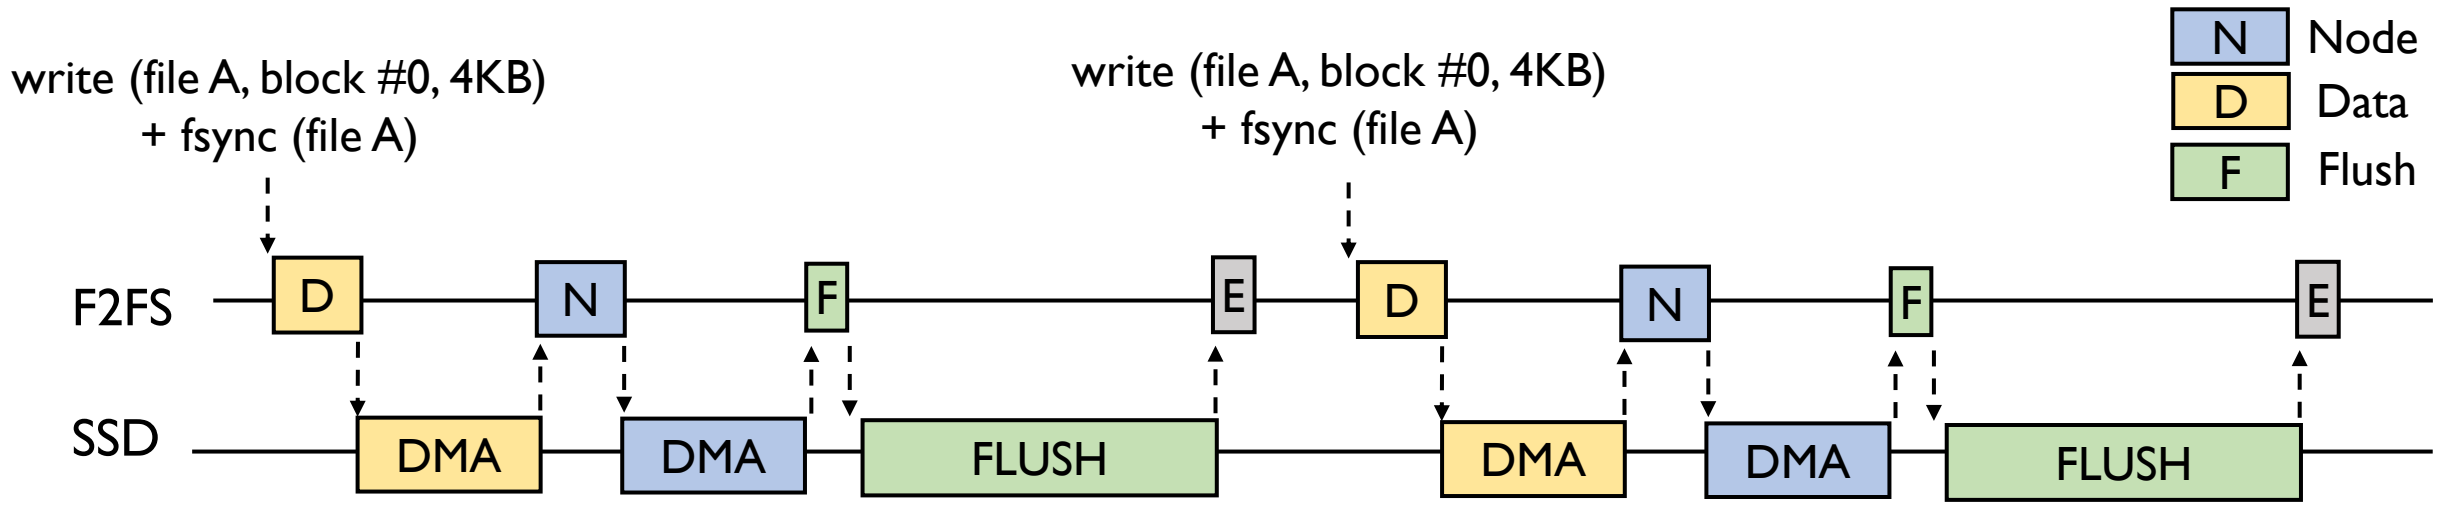 write (file A, block #0, 4KB)
+ fsync (file A)
write (file A, block #0, 4KB)
+ fsync (file A)
N Node
D Data
F Flush
F2FS D N F E D N F E
SSD DMA DMA FLUSH DMA DMA FLUSH